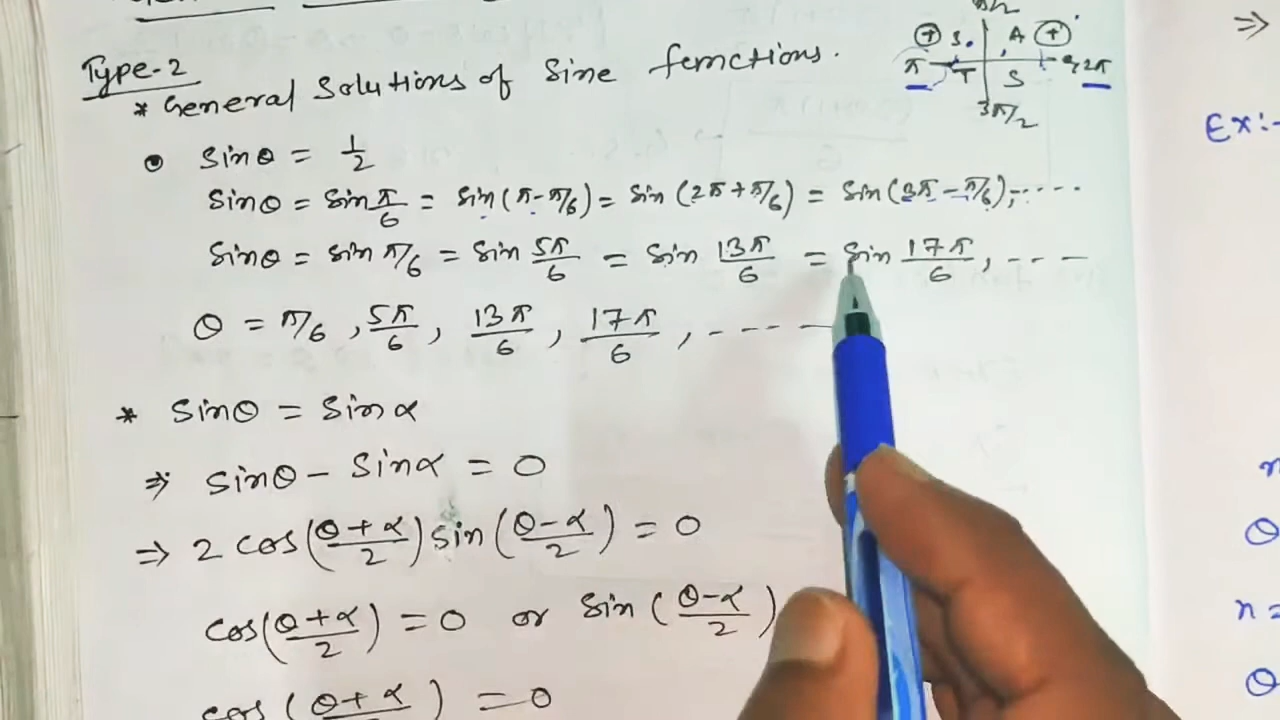 Type-2
* General Solutions of Sine functions.
π/2
⊕ S A ⊕
π T S 0, 2π
3π/2
⇒
Ex:-
• Sinθ = 1/2
Sinθ = Sin π/6 = Sin(π-π/6) = Sin(2π+π/6) = Sin(3π-π/6), ....
Sinθ = Sin π/6 = Sin 5π/6 = Sin 13π/6 = Sin 17π/6, ---
θ = π/6, 5π/6, 13π/6, 17π/6, ----
* Sinθ = Sinα
⇒ Sinθ - Sinα = 0
⇒ 2 cos(θ+α/2) sin(θ-α/2) = 0
cos(θ+α/2) = 0 or Sin(θ-α/2)
cos(θ+α/ ) = 0
n
θ
n=
θ